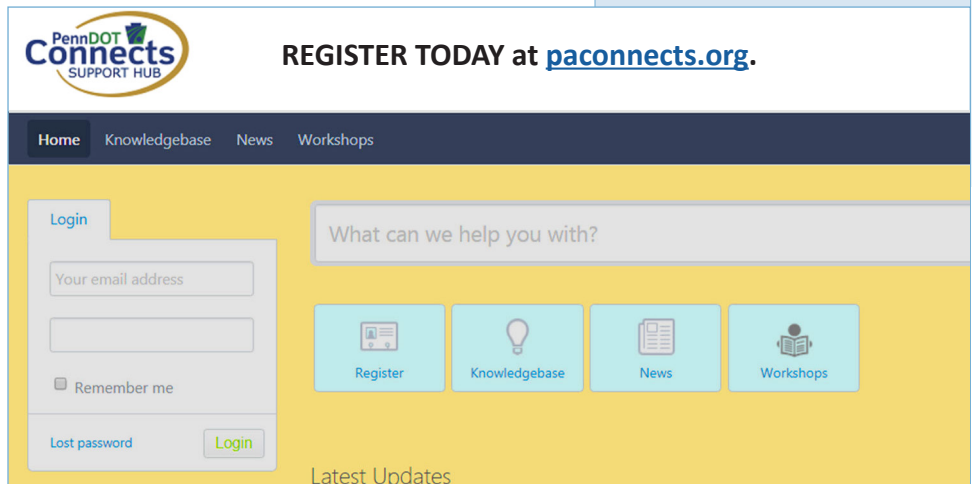 PennDOT
Connects
SUPPORT HUB
REGISTER TODAY at paconnects.org.
Home Knowledgebase News Workshops
Login
Your email address
Remember me
Lost password Login
What can we help you with?
Register Knowledgebase News Workshops
Latest Updates